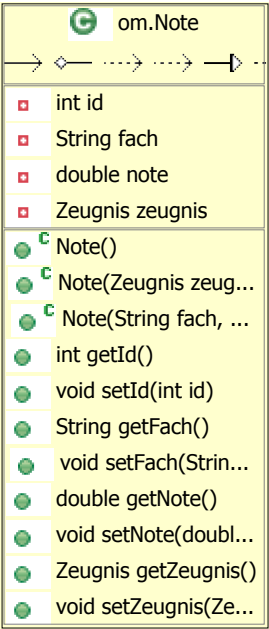 G om.Note
int id
String fach
double note
Zeugnis zeugnis
C Note()
C Note(Zeugnis zeug...
C Note(String fach, ...
int getId()
void setId(int id)
String getFach()
void setFach(Strin...
double getNote()
void setNote(doubl...
Zeugnis getZeugnis()
void setZeugnis(Ze...